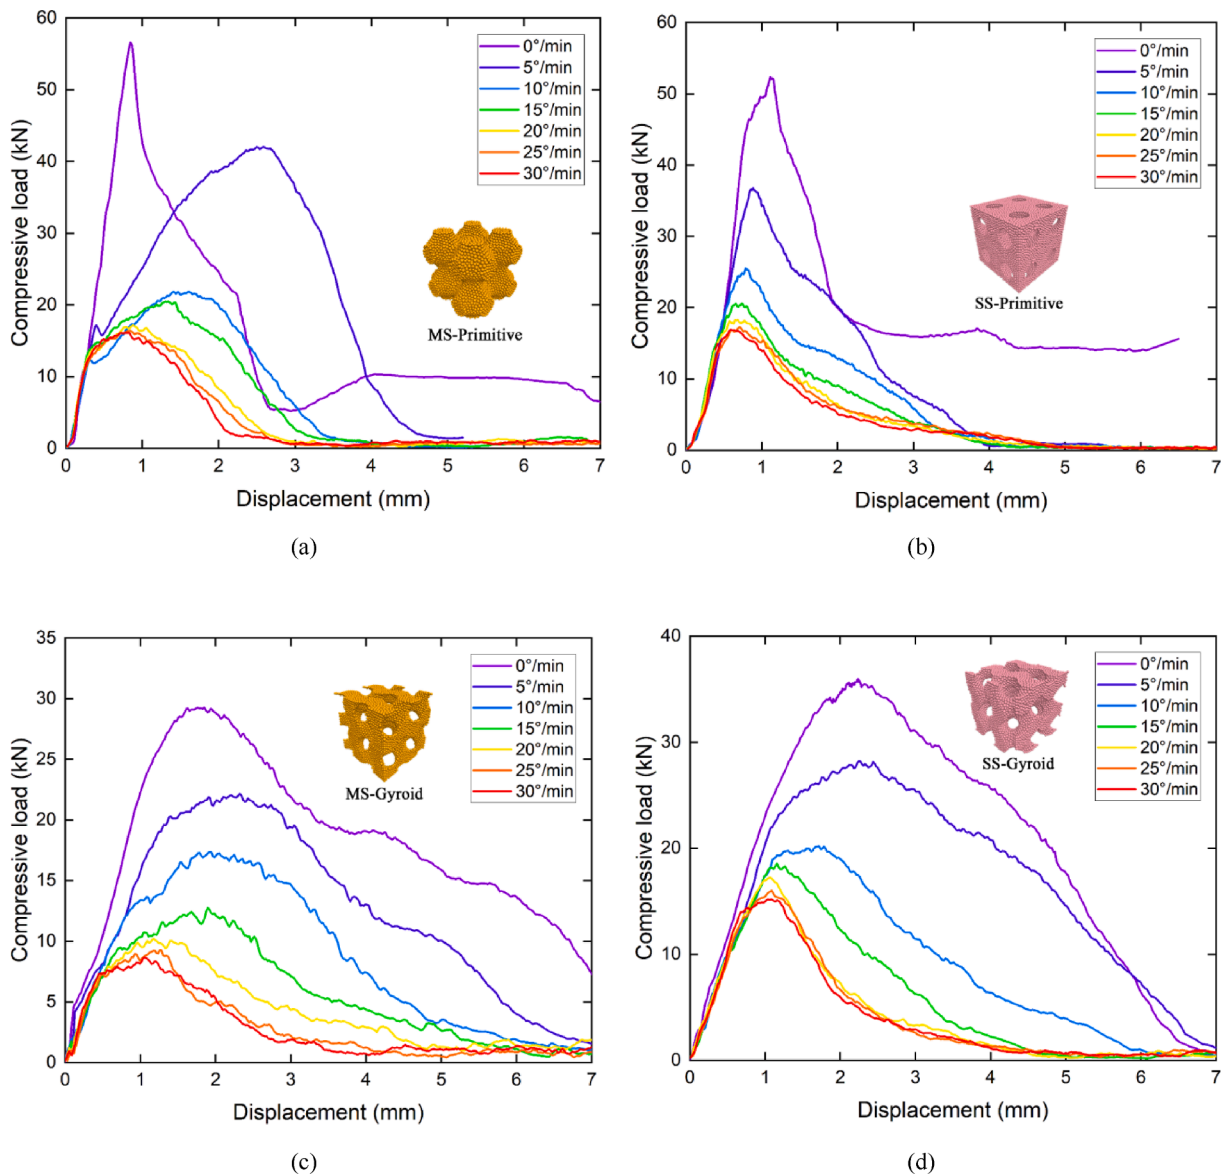 60
50
40
30
20
10
0
Compressive load (kN)
0°/min
5°/min
10°/min
15°/min
20°/min
25°/min
30°/min
MS-Primitive
0 1 2 3 4 5 6 7
Displacement (mm)
(a)
60
50
40
30
20
10
0
Compressive load (kN)
0°/min
5°/min
10°/min
15°/min
20°/min
25°/min
30°/min
SS-Primitive
0 1 2 3 4 5 6 7
Displacement (mm)
(b)
35
30
25
20
15
10
5
0
Compressive load (kN)
0°/min
5°/min
10°/min
15°/min
20°/min
25°/min
30°/min
MS-Gyroid
0 1 2 3 4 5 6 7
Displacement (mm)
(c)
40
30
20
10
0
Compressive load (kN)
0°/min
5°/min
10°/min
15°/min
20°/min
25°/min
30°/min
SS-Gyroid
0 1 2 3 4 5 6 7
Displacement (mm)
(d)